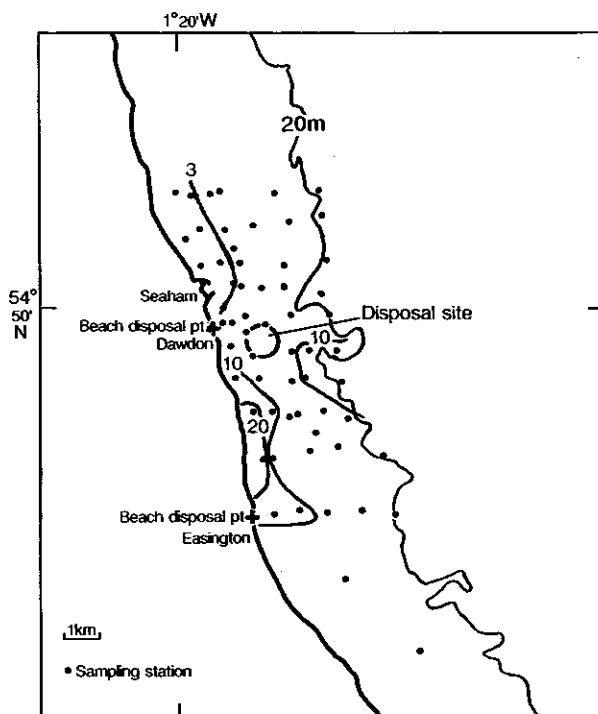 1°20'W
20m
3
54°
50'
N
Seaham
Beach disposal pt
Dawdon
Disposal site
10
10
20
Beach disposal pt
Easington
1km
• Sampling station